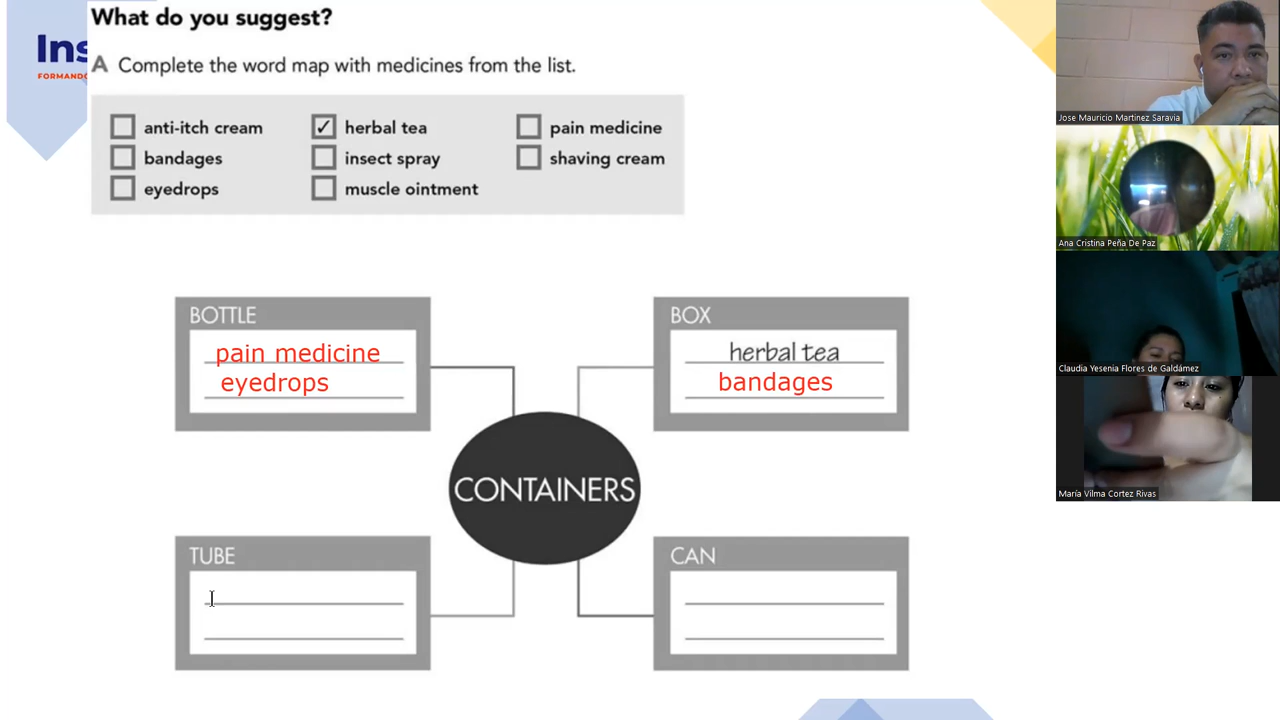 What do you suggest?
Ins
FORMANDO
A Complete the word map with medicines from the list.
anti-itch cream
herbal tea
pain medicine
bandages
insect spray
shaving cream
eyedrops
muscle ointment
BOTTLE
pain medicine
eyedrops
BOX
herbal tea
bandages
CONTAINERS
TUBE
CAN
Jose Mauricio Martinez Saravia
Ana Cristina Peña De Paz
Claudia Yesenia Flores de Galdámez
María Vilma Cortez Rivas